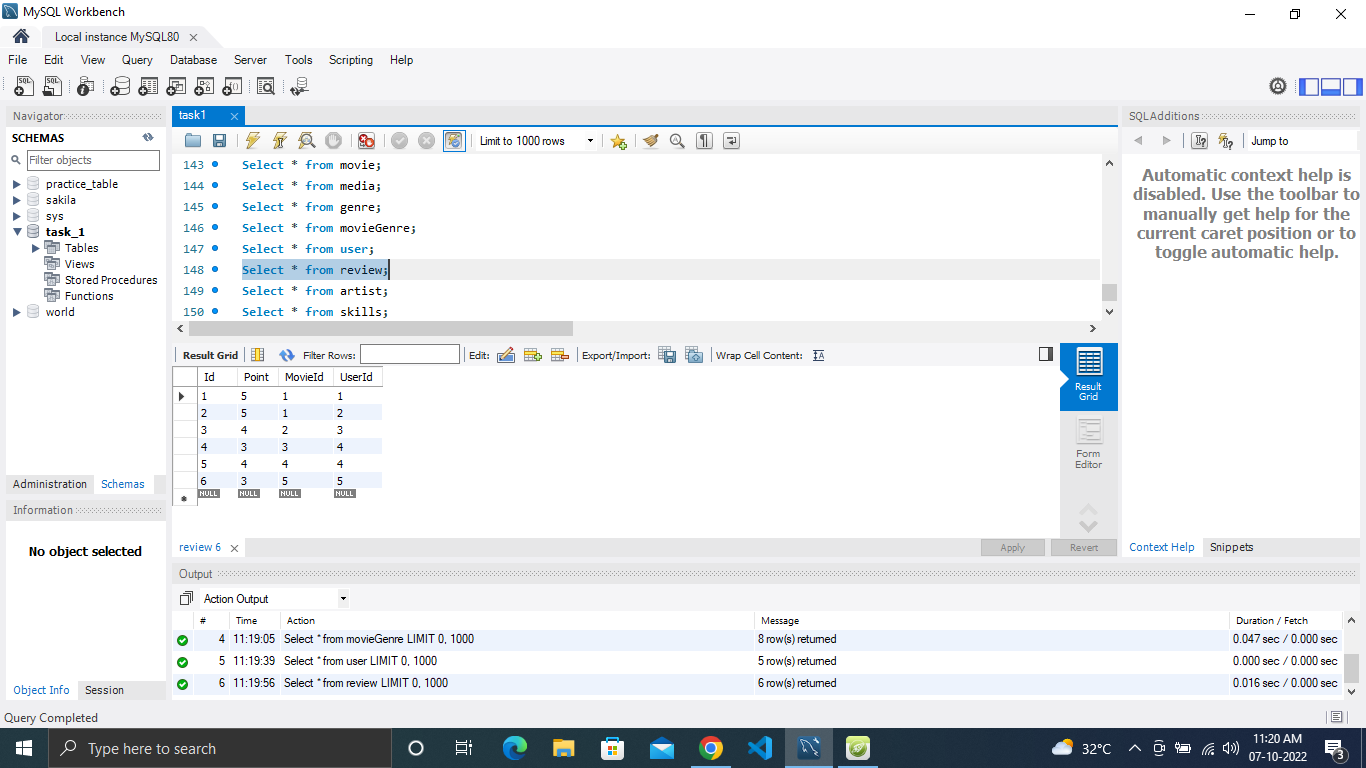 MySQL Workbench
Local instance MySQL80
File Edit View Query Database Server Tools Scripting Help
Navigator
SCHEMAS
Filter objects
practice_table
sakila
sys
task_1
Tables
Views
Stored Procedures
Functions
world
Administration Schemas
Information
No object selected
Object Info Session
task1
Limit to 1000 rows
143 Select * from movie;
144 Select * from media;
145 Select * from genre;
146 Select * from movieGenre;
147 Select * from user;
148 Select * from review;
149 Select * from artist;
150 Select * from skills;
Result Grid Filter Rows: Edit: Export/Import: Wrap Cell Content:
Id Point MovieId UserId
1 5 1 1
2 5 1 2
3 4 2 3
4 3 3 4
5 4 4 4
6 3 5 5
NULL NULL NULL NULL
Result
Grid
Form
Editor
review 6
Apply Revert
SQLAdditions
Jump to
Automatic context help is
disabled. Use the toolbar to
manually get help for the
current caret position or to
toggle automatic help.
Context Help Snippets
Output
Action Output
# Time Action Message Duration / Fetch
4 11:19:05 Select * from movieGenre LIMIT 0, 1000 8 row(s) returned 0.047 sec / 0.000 sec
5 11:19:39 Select * from user LIMIT 0, 1000 5 row(s) returned 0.000 sec / 0.000 sec
6 11:19:56 Select * from review LIMIT 0, 1000 6 row(s) returned 0.016 sec / 0.000 sec
Query Completed
Type here to search
32°C
11:20 AM
07-10-2022
3